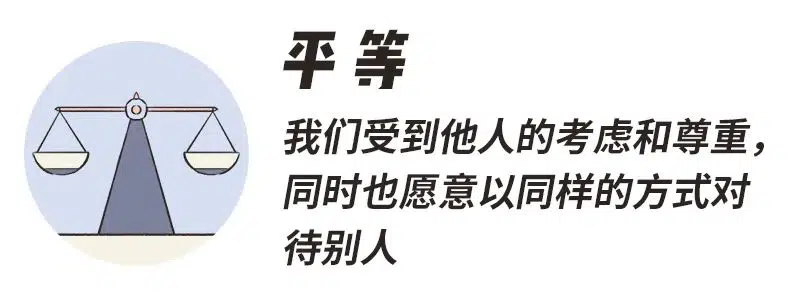 平等
我们受到他人的考虑和尊重，
同时也愿意以同样的方式对
待别人